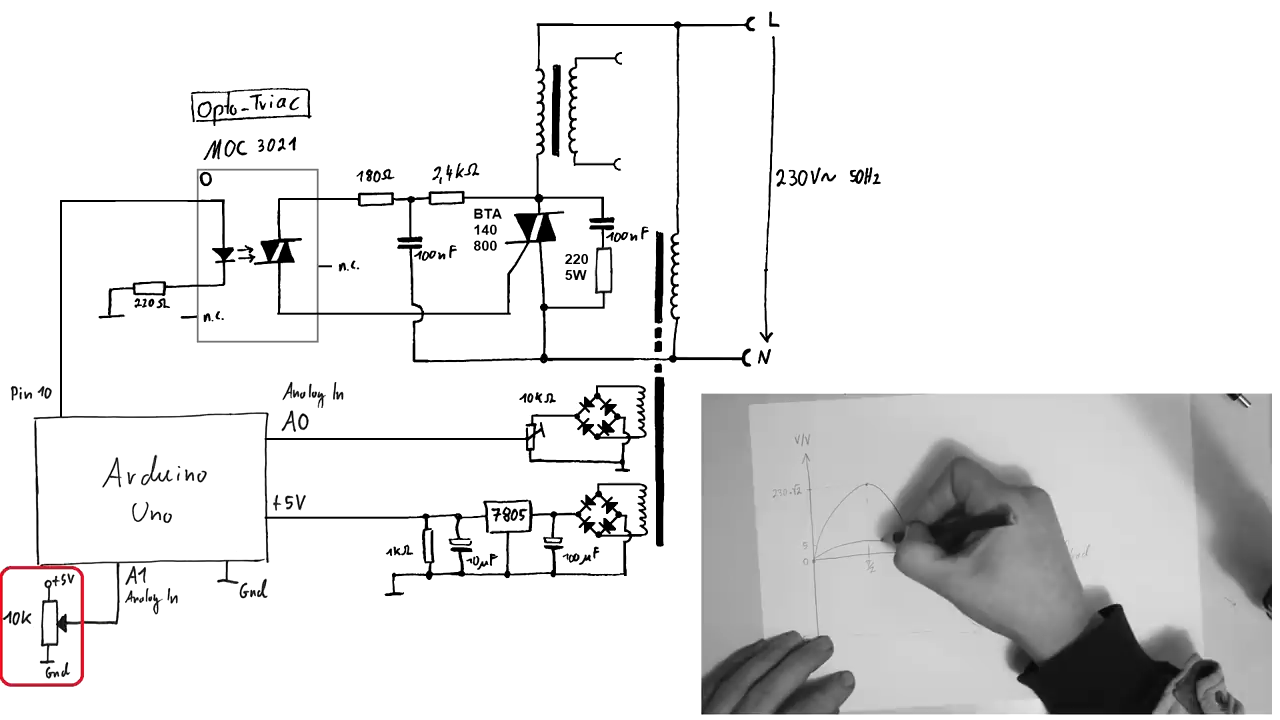 L
Opto-Triac
MOC 3021
O
180Ω
2,4kΩ
230V~ 50Hz
BTA
140
800
100nF
100nF
220
5W
n.c.
220Ω
n.c.
N
Pin 10
Analog In
A0
10kΩ
Arduino
Uno
+5V
7805
1kΩ
10µF
100µF
A1
Analog In
Gnd
+5V
10k
Gnd
V/V
230·√2
5
0